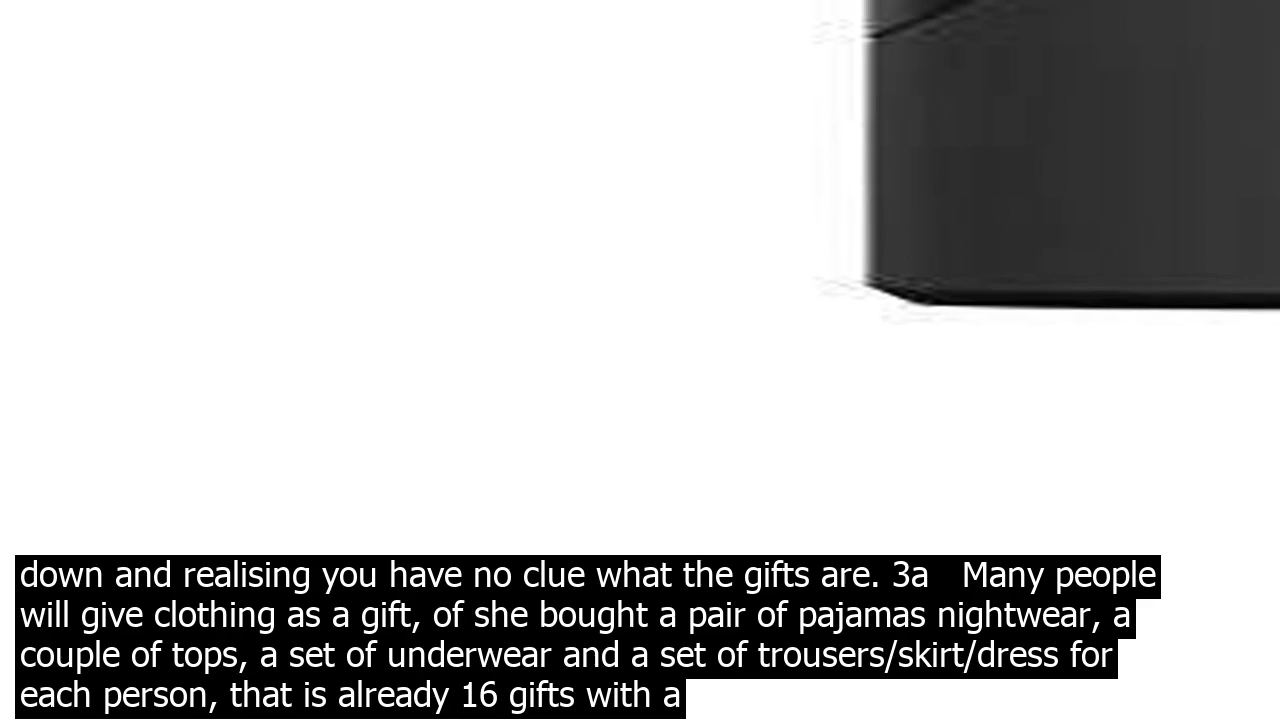 down and realising you have no clue what the gifts are. 3a   Many people
will give clothing as a gift, of she bought a pair of pajamas nightwear, a
couple of tops, a set of underwear and a set of trousers/skirt/dress for
each person, that is already 16 gifts with a